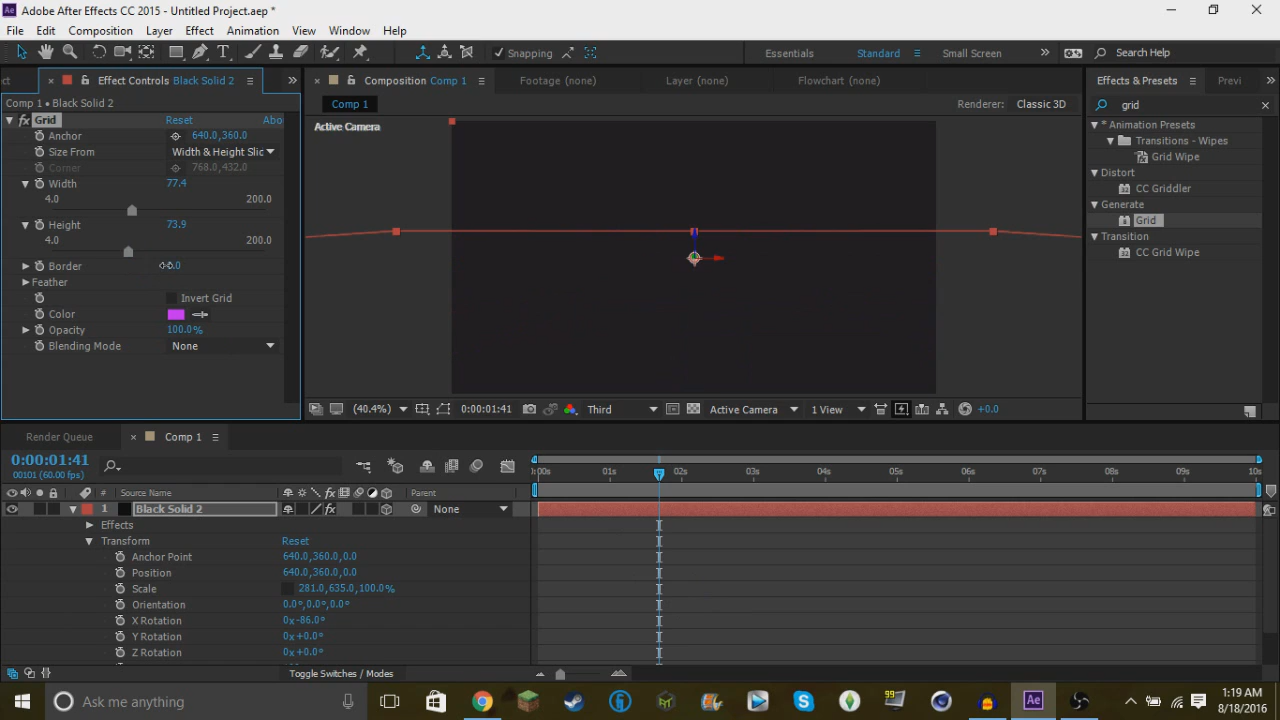 Adobe After Effects CC 2015 - Untitled Project.aep *
File Edit Composition Layer Effect Animation View Window Help
Snapping Essentials Standard Small Screen Search Help
ct Effect Controls Black Solid 2 Composition Comp 1 Footage (none) Layer (none) Flowchart (none) Effects & Presets Previ
Comp 1 • Black Solid 2 Comp 1 Renderer: Classic 3D grid
fx Grid Reset Abo Active Camera * Animation Presets
Anchor 640.0,360.0 Transitions - Wipes
Size From Width & Height Slic Grid Wipe
Corner 768.0,432.0 Distort
Width 77.4 CC Griddler
4.0 200.0 Generate
Height 73.9 Grid
4.0 200.0 Transition
Border .0 CC Grid Wipe
Feather
Invert Grid
Color
Opacity 100.0%
Blending Mode None
(40.4%) 0:00:01:41 Third Active Camera 1 View +0.0
Render Queue Comp 1
0:00:01:41
00101 (60.00 fps)
0:00s 01s 02s 03s 04s 05s 06s 07s 08s 09s 10s
# Source Name Parent
1 Black Solid 2 None
Effects
Transform Reset
Anchor Point 640.0,360.0,0.0
Position 640.0,360.0,0.0
Scale 281.0,635.0,100.0%
Orientation 0.0°,0.0°,0.0°
X Rotation 0x-86.0°
Y Rotation 0x+0.0°
Z Rotation 0x+0.0°
Toggle Switches / Modes
Ask me anything 99 Ae 1:19 AM
8/18/2016